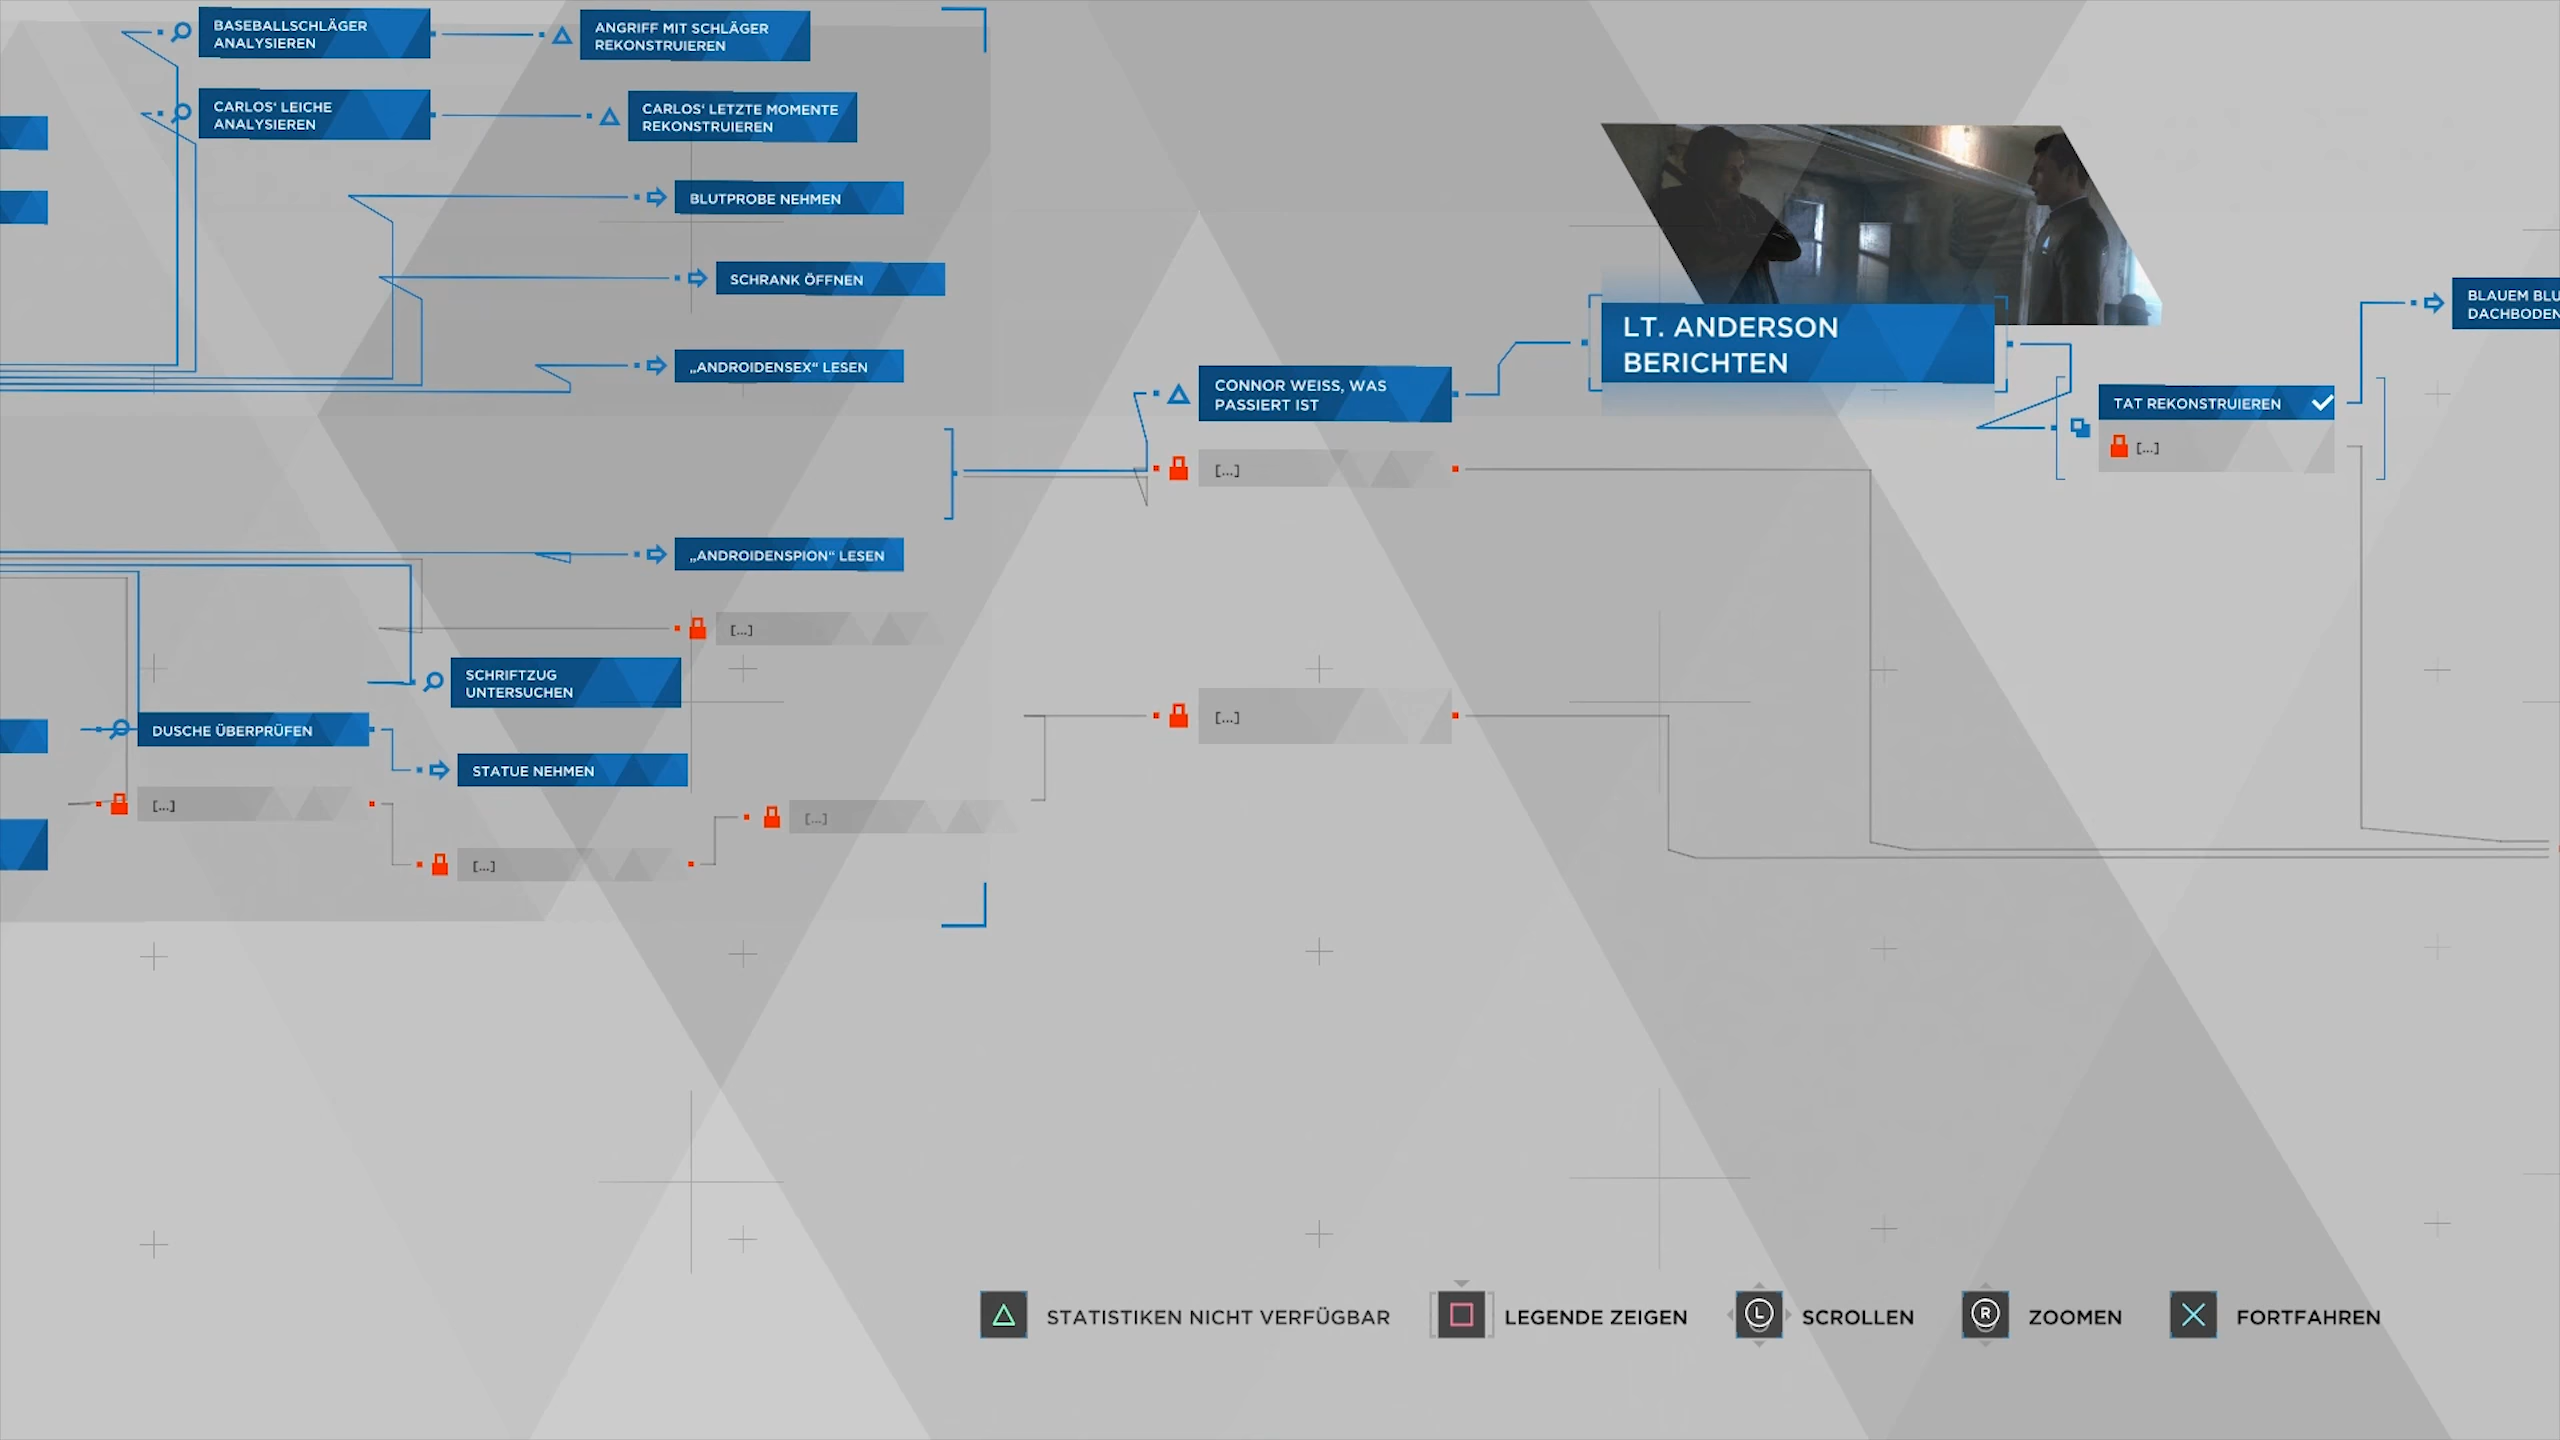 BASEBALLSCHLÄGER
ANALYSIEREN
ANGRIFF MIT SCHLÄGER
REKONSTRUIEREN
CARLOS‘ LEICHE
ANALYSIEREN
CARLOS‘ LETZTE MOMENTE
REKONSTRUIEREN
BLUTPROBE NEHMEN
SCHRANK ÖFFNEN
„ANDROIDENSEX“ LESEN
CONNOR WEISS, WAS
PASSIERT IST
[...]
LT. ANDERSON
BERICHTEN
TAT REKONSTRUIEREN
[...]
BLAUEM BLU
DACHBODEN
„ANDROIDENSPION“ LESEN
[...]
SCHRIFTZUG
UNTERSUCHEN
[...]
DUSCHE ÜBERPRÜFEN
STATUE NEHMEN
[...]
[...]
[...]
STATISTIKEN NICHT VERFÜGBAR
LEGENDE ZEIGEN
L
SCROLLEN
R
ZOOMEN
FORTFAHREN